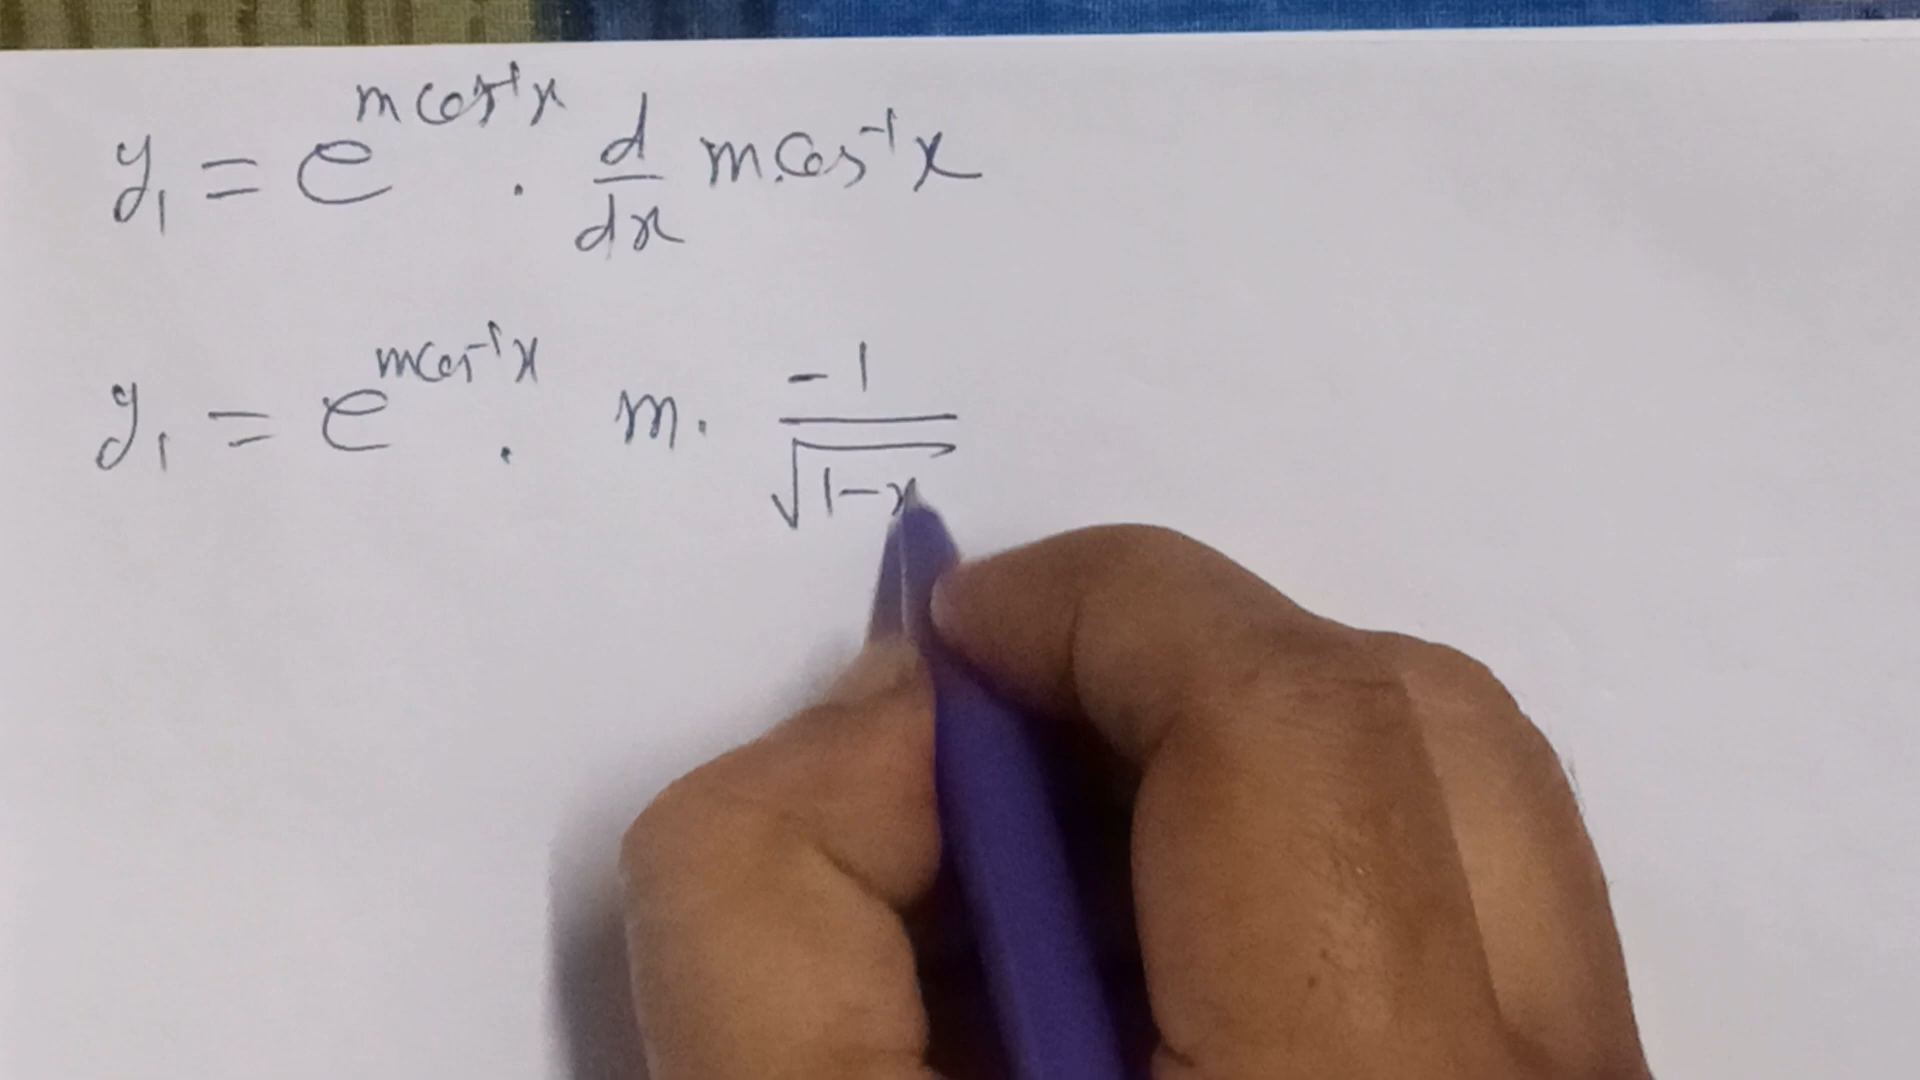 y₁ = e^{m cos⁻¹x} . d/dx m.cos⁻¹x
y₁ = e^{m cos⁻¹x} . m. -1/√(1-x